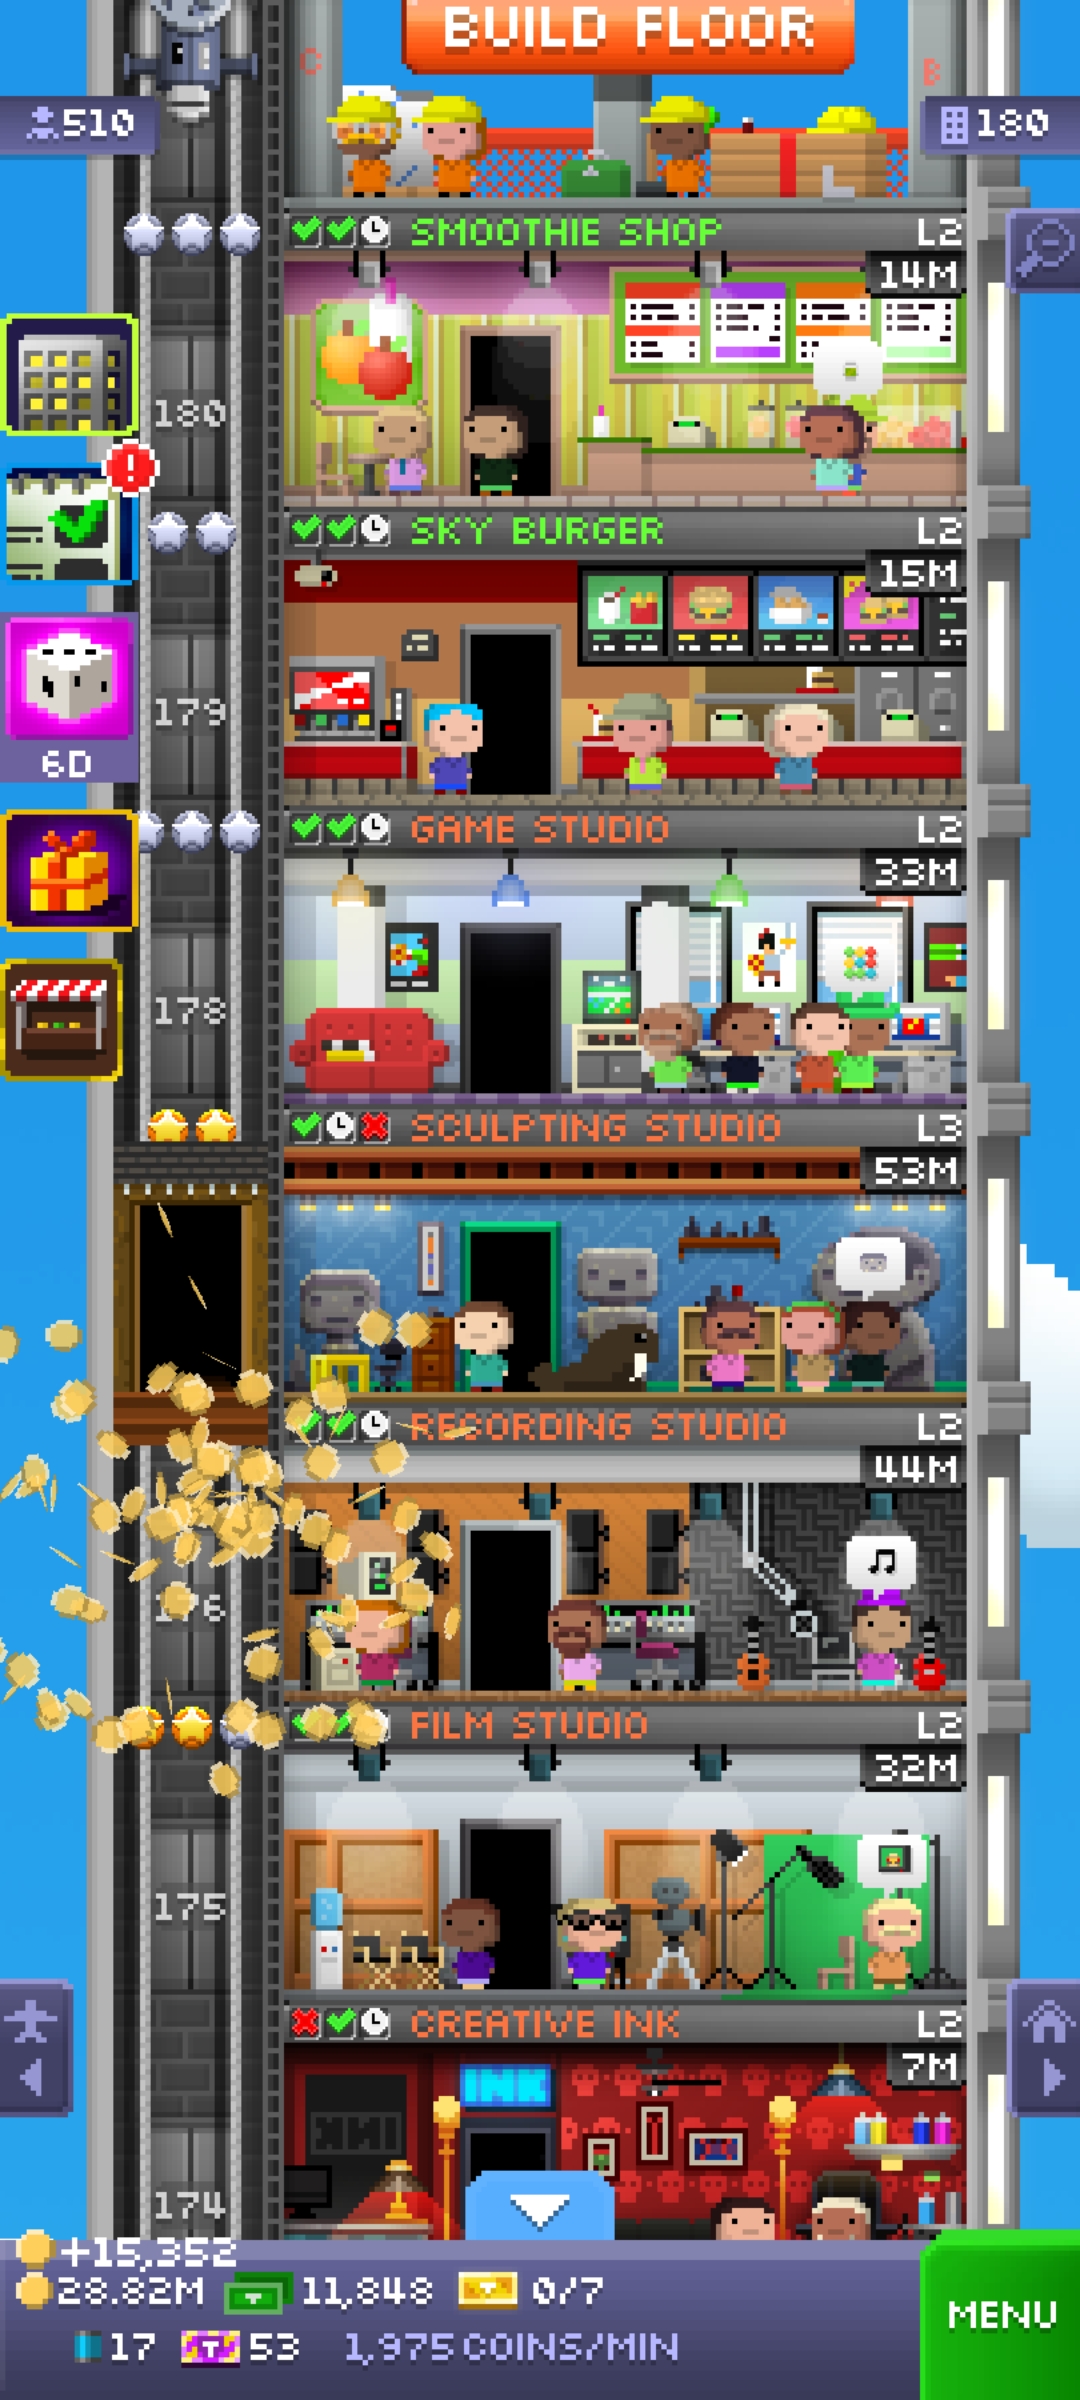 BUILD FLOOR
C
B
510
180
SMOOTHIE SHOP L2
14M
180
SKY BURGER L2
15M
179
6D
GAME STUDIO L2
33M
178
SCULPTING STUDIO L3
53M
RECORDING STUDIO L2
44M
FILM STUDIO L2
32M
175
CREATIVE INK L2
7M
INK
174
+15,352
28.82M 11,848 0/7
17 53 1,975 COINS/MIN
MENU